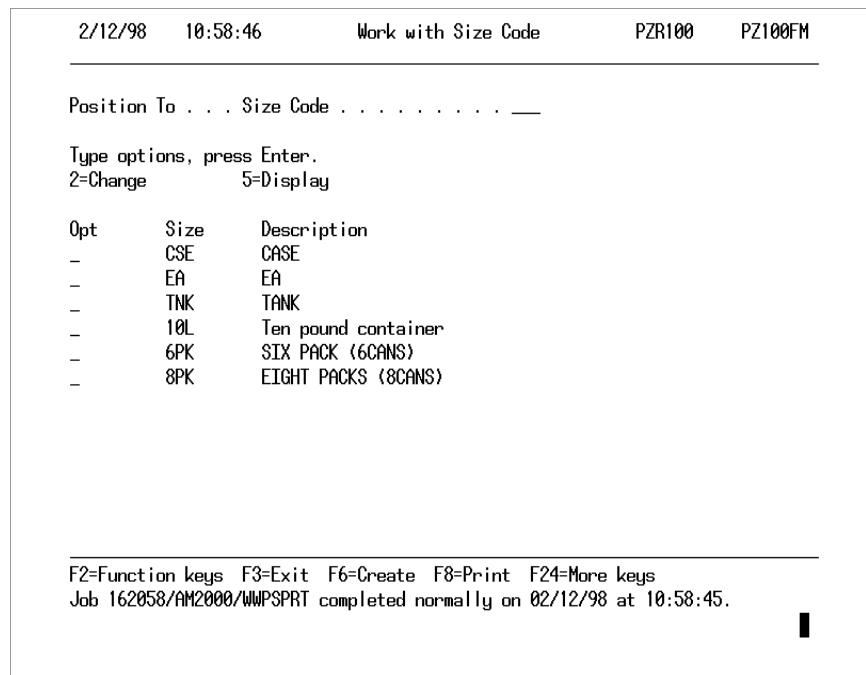 2/12/98 10:58:46 Work with Size Code PZR100 PZ100FM
Position To . . . Size Code . . . . . . . . . ___
Type options, press Enter.
2=Change 5=Display
Opt Size Description
_ CSE CASE
_ EA EA
_ TNK TANK
_ 10L Ten pound container
_ 6PK SIX PACK (6CANS)
_ 8PK EIGHT PACKS (8CANS)
F2=Function keys F3=Exit F6=Create F8=Print F24=More keys
Job 162058/AM2000/WWPSPRT completed normally on 02/12/98 at 10:58:45.